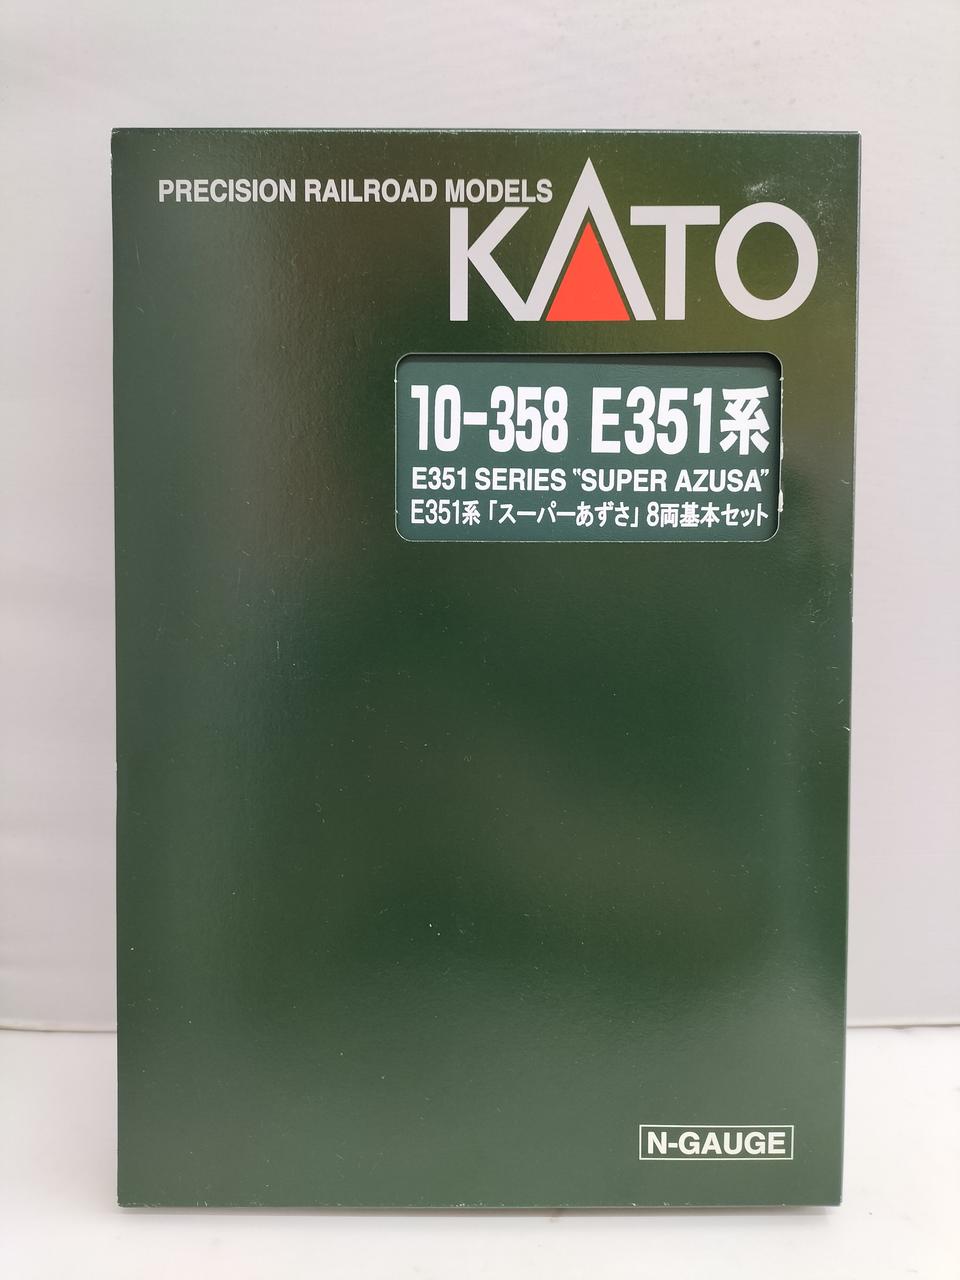 PRECISION RAILROAD MODELS
KATO
10-358 E351系
E351 SERIES "SUPER AZUSA"
E351系「スーパーあずさ」8両基本セット
N-GAUGE